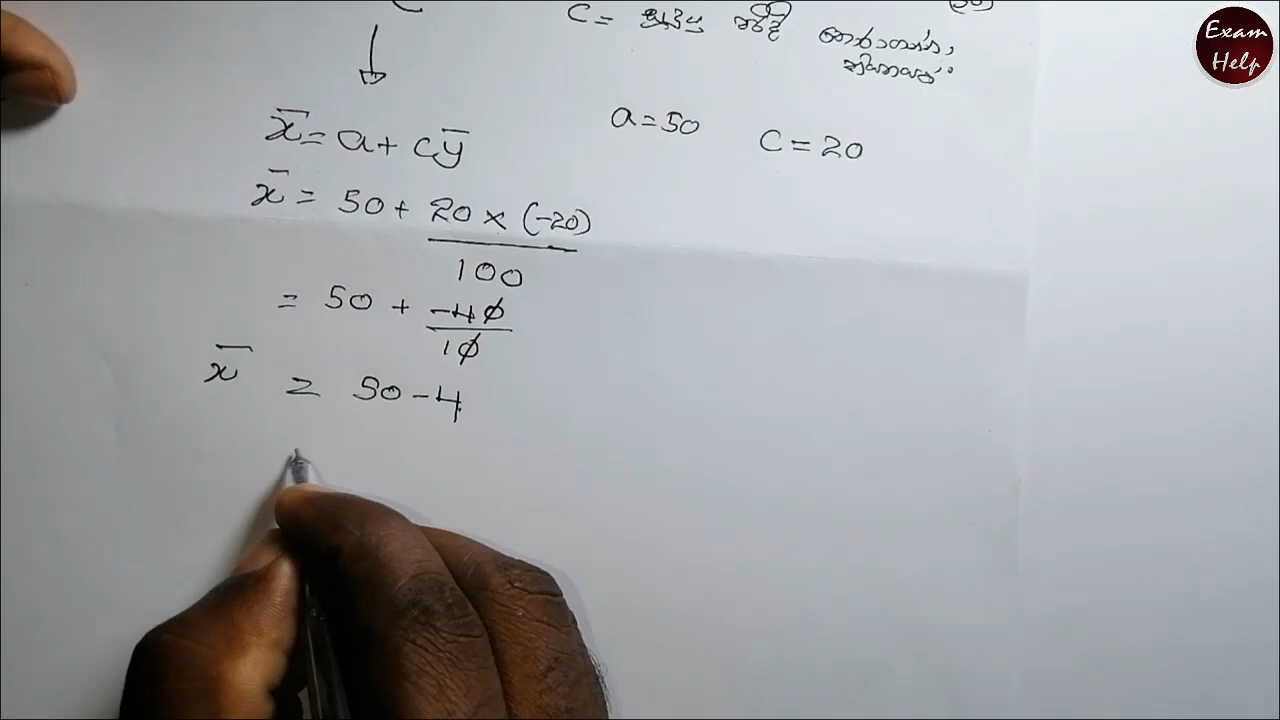 C =
a = 50 C = 20
x̄ = a + cȳ
x̄ = 50 + 20 × (-20)
100
= 50 + -40
10
x̄ = 50 - 4
Exam
Help